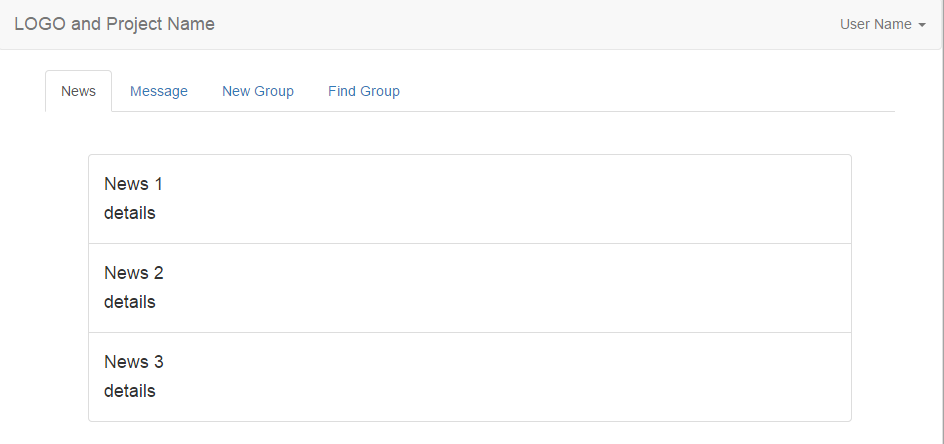 LOGO and Project Name
User Name
News
Message
New Group
Find Group
News 1
details
News 2
details
News 3
details